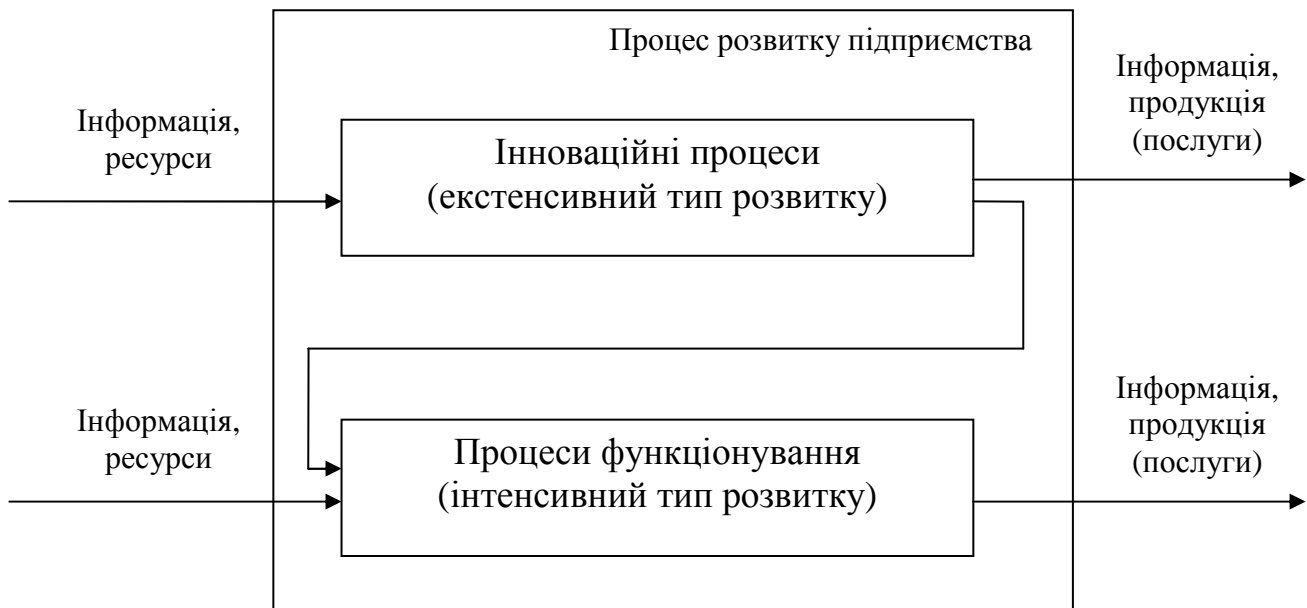 Процес розвитку підприємства
Інформація,
ресурси
Інноваційні процеси
(екстенсивний тип розвитку)
Інформація,
продукція
(послуги)
Інформація,
ресурси
Процеси функціонування
(інтенсивний тип розвитку)
Інформація,
продукція
(послуги)